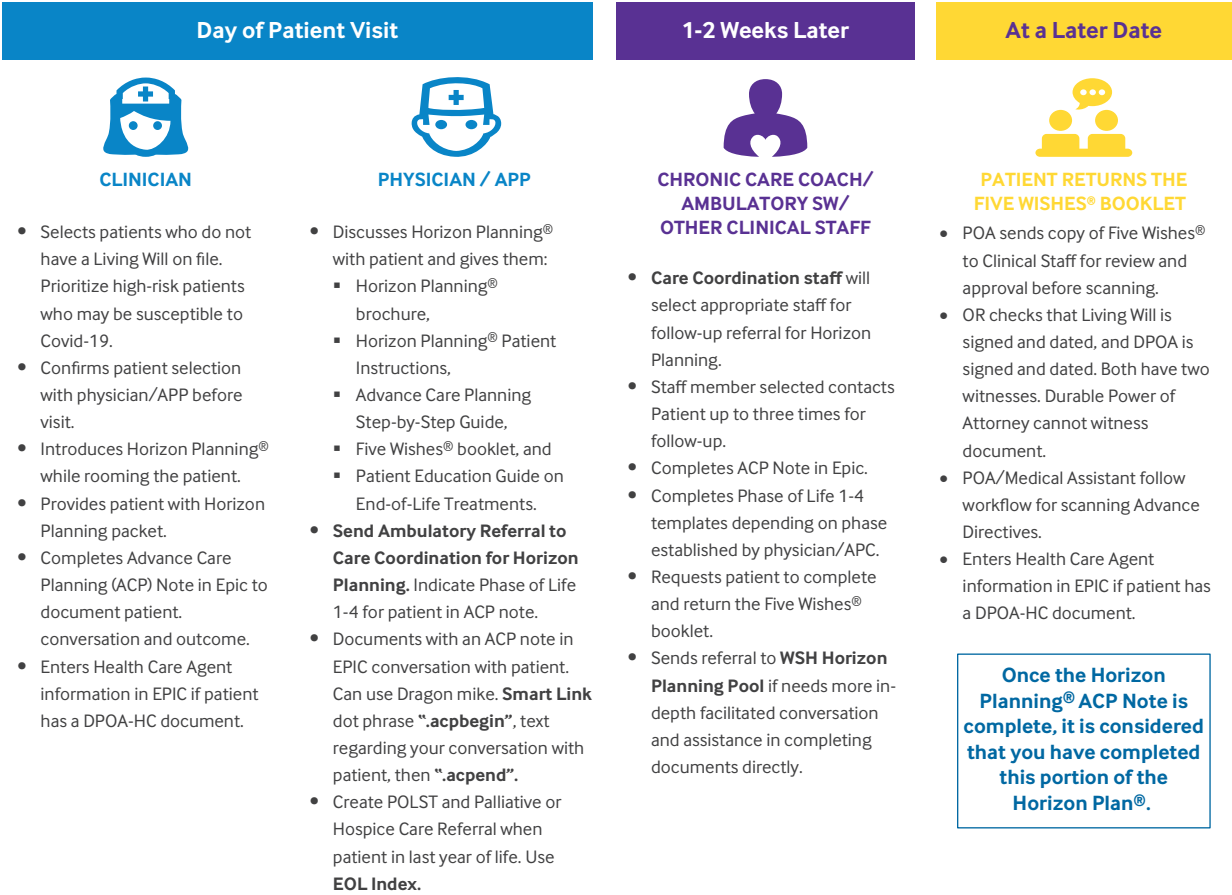 Day of Patient Visit
CLINICIAN
• Selects patients who do not
have a Living Will on file.
Prioritize high-risk patients
who may be susceptible to
Covid-19.
• Confirms patient selection
with physician/APP before
visit.
• Introduces Horizon Planning®
while rooming the patient.
• Provides patient with Horizon
Planning packet.
• Completes Advance Care
Planning (ACP) Note in Epic to
document patient.
conversation and outcome.
• Enters Health Care Agent
information in EPIC if patient
has a DPOA-HC document.
PHYSICIAN / APP
• Discusses Horizon Planning®
with patient and gives them:
▪ Horizon Planning®
brochure,
▪ Horizon Planning® Patient
Instructions,
▪ Advance Care Planning
Step-by-Step Guide,
▪ Five Wishes® booklet, and
▪ Patient Education Guide on
End-of-Life Treatments.
• Send Ambulatory Referral to
Care Coordination for Horizon
Planning. Indicate Phase of Life
1-4 for patient in ACP note.
• Documents with an ACP note in
EPIC conversation with patient.
Can use Dragon mike. Smart Link
dot phrase “.acpbegin”, text
regarding your conversation with
patient, then “.acpend”.
• Create POLST and Palliative or
Hospice Care Referral when
patient in last year of life. Use
EOL Index.
1-2 Weeks Later
CHRONIC CARE COACH/
AMBULATORY SW/
OTHER CLINICAL STAFF
• Care Coordination staff will
select appropriate staff for
follow-up referral for Horizon
Planning.
• Staff member selected contacts
Patient up to three times for
follow-up.
• Completes ACP Note in Epic.
• Completes Phase of Life 1-4
templates depending on phase
established by physician/APC.
• Requests patient to complete
and return the Five Wishes®
booklet.
• Sends referral to WSH Horizon
Planning Pool if needs more in-
depth facilitated conversation
and assistance in completing
documents directly.
At a Later Date
PATIENT RETURNS THE
FIVE WISHES® BOOKLET
• POA sends copy of Five Wishes®
to Clinical Staff for review and
approval before scanning.
• OR checks that Living Will is
signed and dated, and DPOA is
signed and dated. Both have two
witnesses. Durable Power of
Attorney cannot witness
document.
• POA/Medical Assistant follow
workflow for scanning Advance
Directives.
• Enters Health Care Agent
information in EPIC if patient has
a DPOA-HC document.
Once the Horizon
Planning® ACP Note is
complete, it is considered
that you have completed
this portion of the
Horizon Plan®.